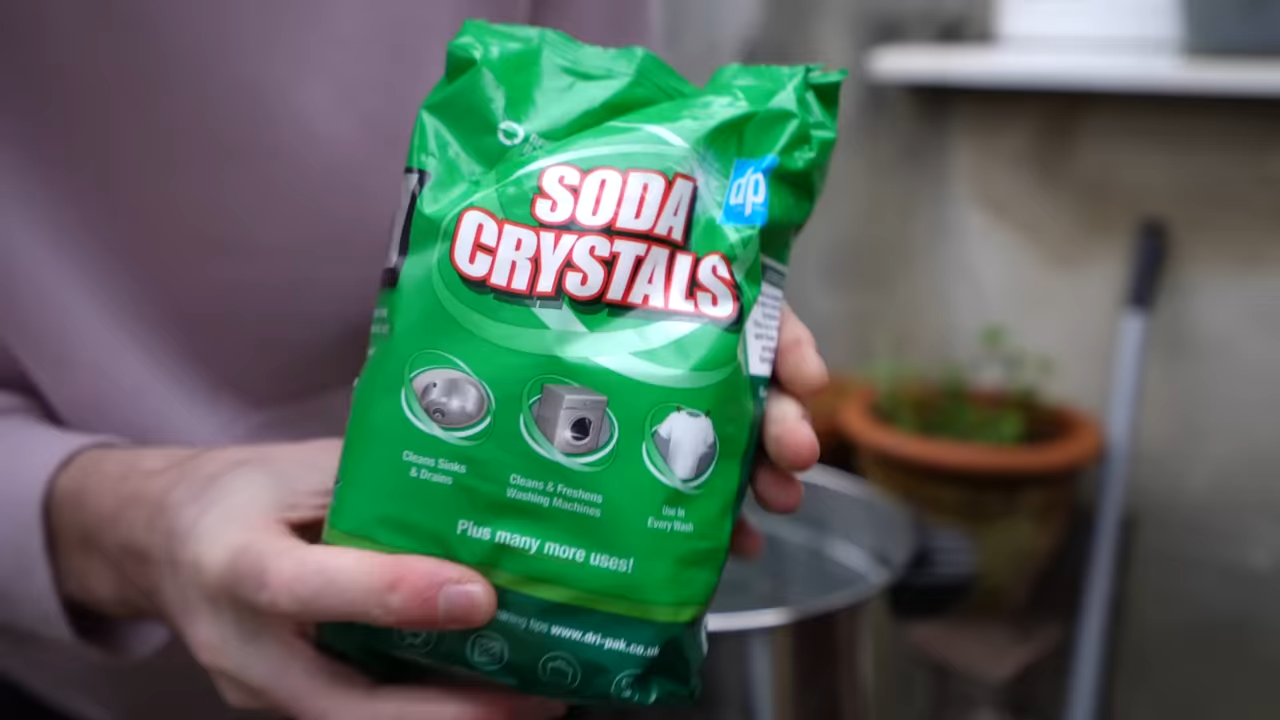 SODA
CRYSTALS
dp
Cleans Sinks
& Drains
Cleans & Freshens
Washing Machines
Use In
Every Wash
Plus many more uses!
tips www.dri-pak.co.uk